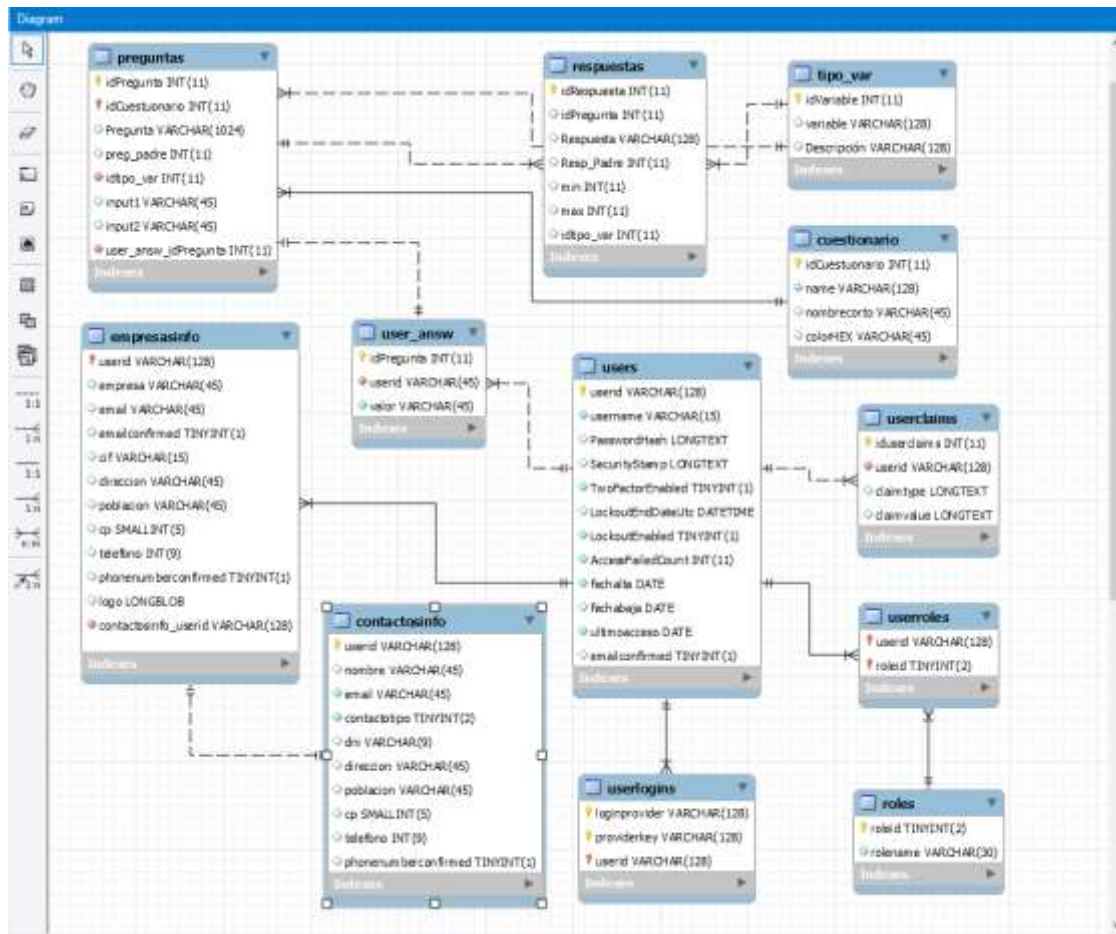 Diagram
preguntas
idPregunta INT(11)
idCuestuonario INT(11)
Pregunta VARCHAR(1024)
preg_padre INT(11)
idtipo_var INT(11)
input1 VARCHAR(45)
input2 VARCHAR(45)
user_answ_idPregunta INT(11)
Indexes
respuestas
idRespuesta INT(11)
idPregunta INT(11)
Respuesta VARCHAR(128)
Resp_Padre INT(11)
min INT(11)
max INT(11)
idtipo_var INT(11)
Indexes
tipo_var
idVariable INT(11)
variable VARCHAR(128)
Descripción VARCHAR(128)
Indexes
cuestionario
idCuestuonario INT(11)
name VARCHAR(128)
nombrecorto VARCHAR(45)
colorHEX VARCHAR(45)
Indexes
empresasinfo
userid VARCHAR(128)
empresa VARCHAR(45)
email VARCHAR(45)
emailconfirmed TINYINT(1)
cif VARCHAR(15)
direccion VARCHAR(45)
poblacion VARCHAR(45)
cp SMALLINT(5)
telefino INT(9)
phonenumberconfirmed TINYINT(1)
logo LONGBLOB
contactosinfo_userid VARCHAR(128)
Indexes
user_answ
idPregunta INT(11)
userid VARCHAR(45)
valor VARCHAR(45)
Indexes
users
userid VARCHAR(128)
username VARCHAR(15)
PasswordHash LONGTEXT
SecurityStamp LONGTEXT
TwoFactorEnabled TINYINT(1)
LockoutEndDateUtc DATETIME
LockoutEnabled TINYINT(1)
AccessFailedCount INT(11)
fechalta DATE
fechabaja DATE
ultimoacceso DATE
emailconfirmed TINYINT(1)
Indexes
userclaims
iduserclaims INT(11)
userid VARCHAR(128)
claimtype LONGTEXT
claimvalue LONGTEXT
Indexes
contactosinfo
userid VARCHAR(128)
nombre VARCHAR(45)
email VARCHAR(45)
contactotipo TINYINT(2)
dni VARCHAR(9)
direccion VARCHAR(45)
poblacion VARCHAR(45)
cp SMALLINT(5)
telefono INT(9)
phonenumberconfirmed TINYINT(1)
Indexes
userroles
userid VARCHAR(128)
roleid TINYINT(2)
Indexes
userlogins
loginprovider VARCHAR(128)
providerkey VARCHAR(128)
userid VARCHAR(128)
Indexes
roles
roleid TINYINT(2)
rolename VARCHAR(30)
Indexes
1:1
1:n
1:1
1:n
n:m
1:n